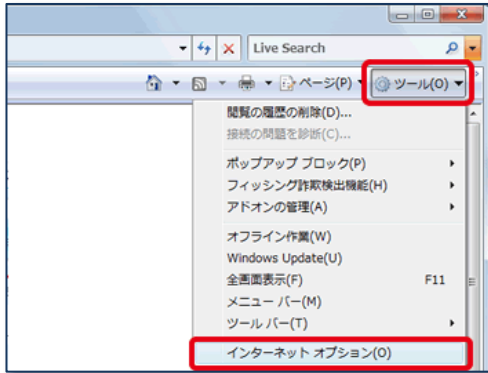 Live Search
ページ(P)
ツール(O)
閲覧の履歴の削除(D)...
接続の問題を診断(C)...
ポップアップ ブロック(P)
フィッシング詐欺検出機能(H)
アドオンの管理(A)
オフライン作業(W)
Windows Update(U)
全画面表示(F) F11
メニュー バー(M)
ツール バー(T)
インターネット オプション(O)